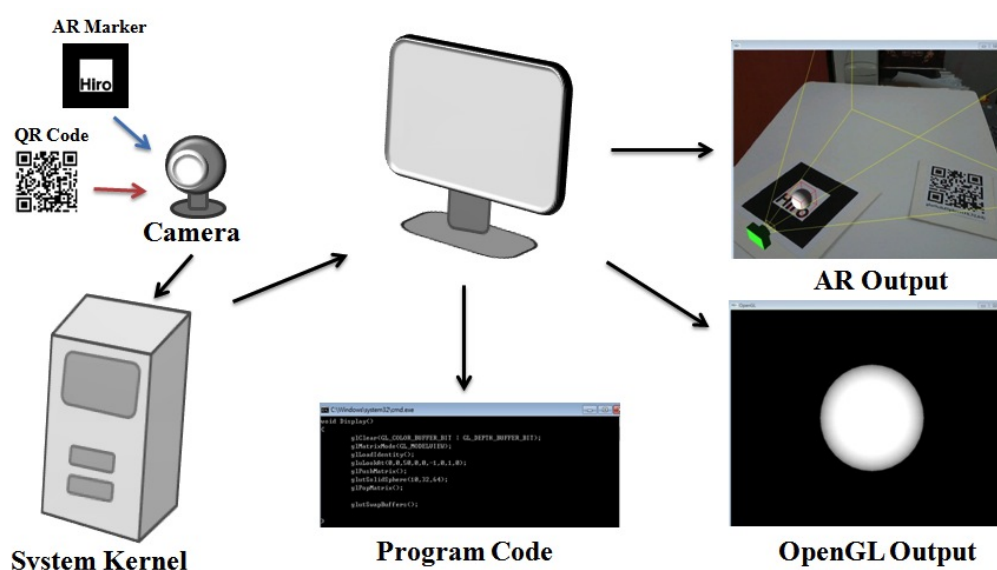 AR Marker
Hiro
QR Code
Camera
System Kernel
C:\Windows\system32\cmd.exe
void Display()
{
glClear(GL_COLOR_BUFFER_BIT | GL_DEPTH_BUFFER_BIT);
glMatrixMode(GL_MODELVIEW);
glLoadIdentity();
gluLookAt(0,0,50,0,0,-1,0,1,0);
glPushMatrix();
glutSolidSphere(10,32,64);
glPopMatrix();
glutSwapBuffers();
}
Program Code
Hiro
AR Output
OpenGL
OpenGL Output